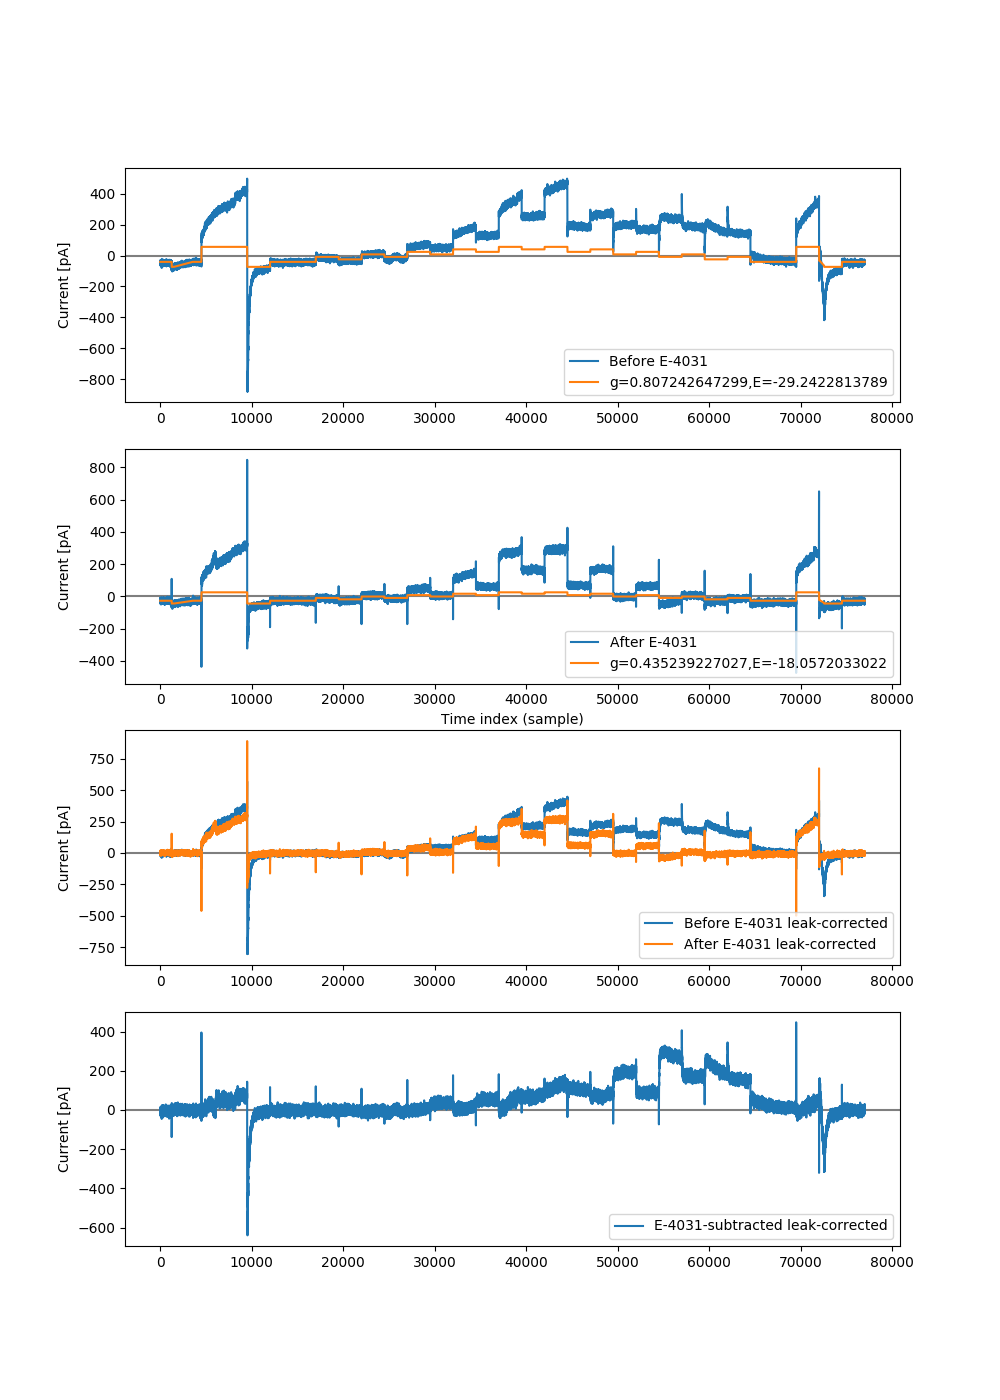 400
200
0
−200
−400
−600
−800
Current [pA]
Before E-4031
g=0.807242647299,E=-29.2422813789
0 10000 20000 30000 40000 50000 60000 70000 80000
800
600
400
200
0
−200
−400
Current [pA]
After E-4031
g=0.435239227027,E=-18.0572033022
0 10000 20000 30000 40000 50000 60000 70000 80000
Time index (sample)
750
500
250
0
−250
−500
−750
Current [pA]
Before E-4031 leak-corrected
After E-4031 leak-corrected
0 10000 20000 30000 40000 50000 60000 70000 80000
400
200
0
−200
−400
−600
Current [pA]
E-4031-subtracted leak-corrected
0 10000 20000 30000 40000 50000 60000 70000 80000